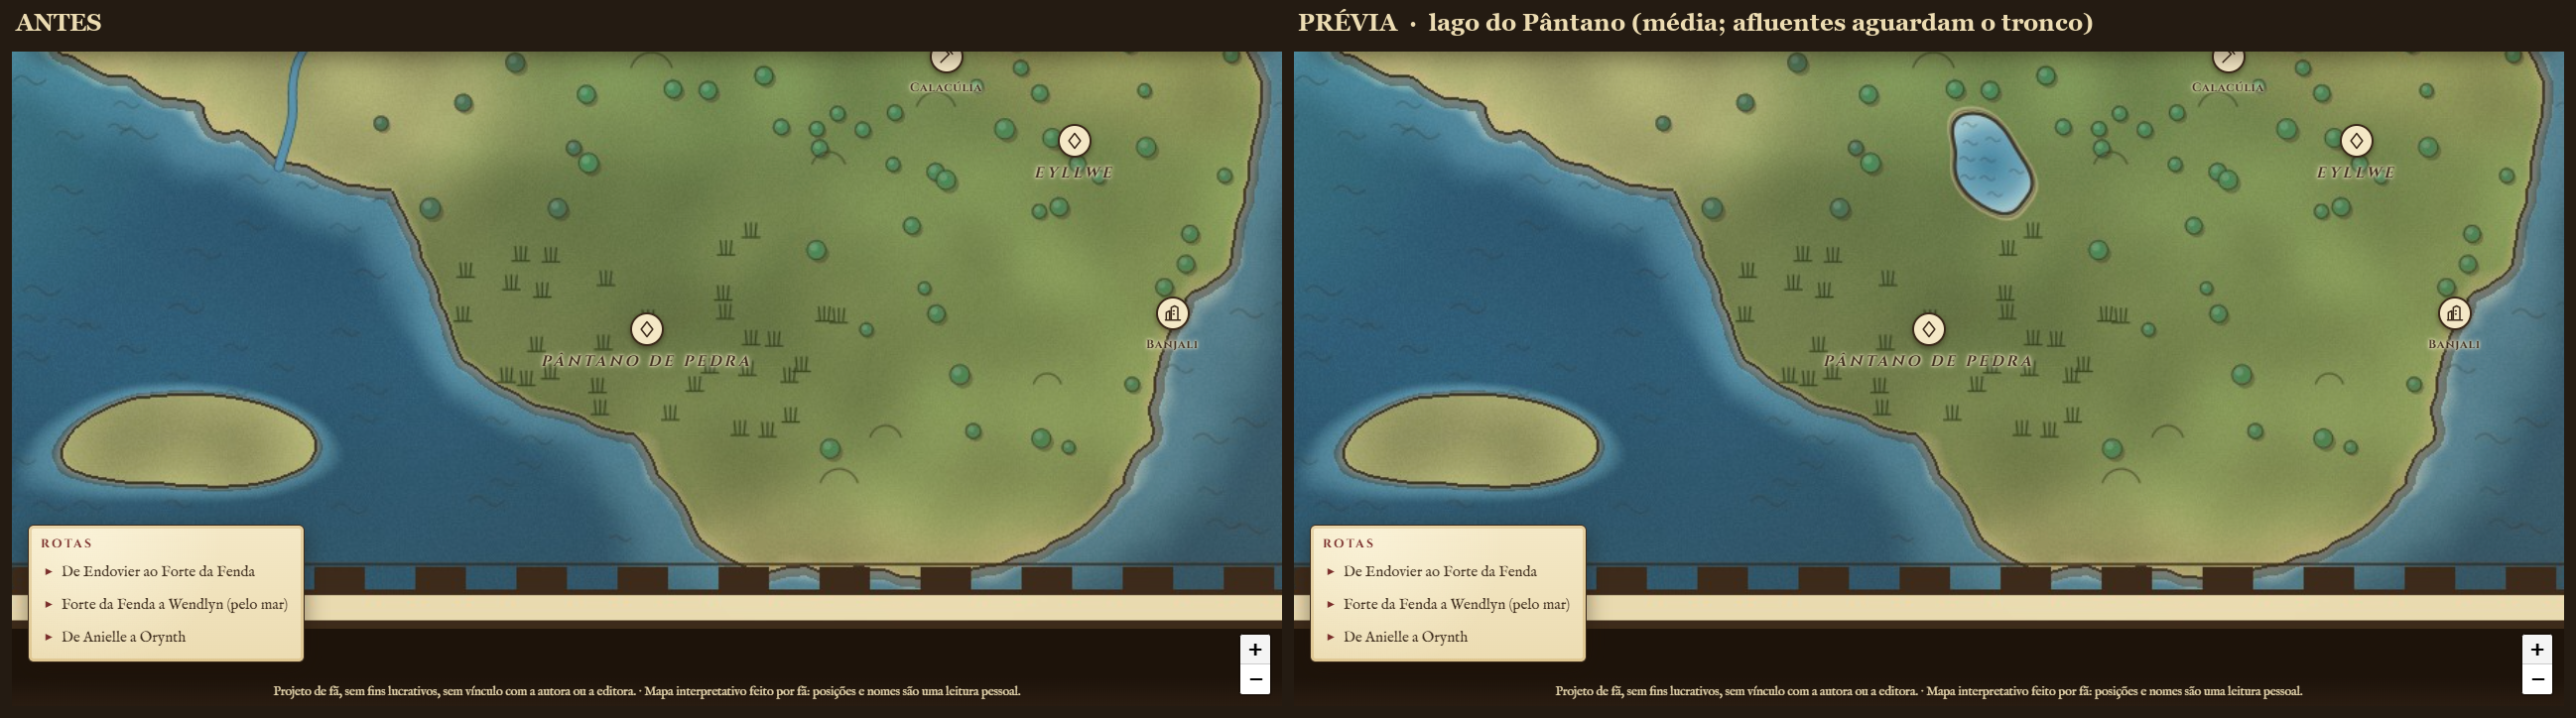 ANTES
CALACÚLIA
EYLLWE
PÂNTANO DE PEDRA
BANJALI
ROTAS
► De Endovier ao Forte da Fenda
► Forte da Fenda a Wendlyn (pelo mar)
► De Anielle a Orynth
+
−
Projeto de fã, sem fins lucrativos, sem vínculo com a autora ou a editora. · Mapa interpretativo feito por fã: posições e nomes são uma leitura pessoal.
PRÉVIA · lago do Pântano (média; afluentes aguardam o tronco)
CALACÚLIA
EYLLWE
PÂNTANO DE PEDRA
BANJALI
ROTAS
► De Endovier ao Forte da Fenda
► Forte da Fenda a Wendlyn (pelo mar)
► De Anielle a Orynth
+
−
Projeto de fã, sem fins lucrativos, sem vínculo com a autora ou a editora. · Mapa interpretativo feito por fã: posições e nomes são uma leitura pessoal.